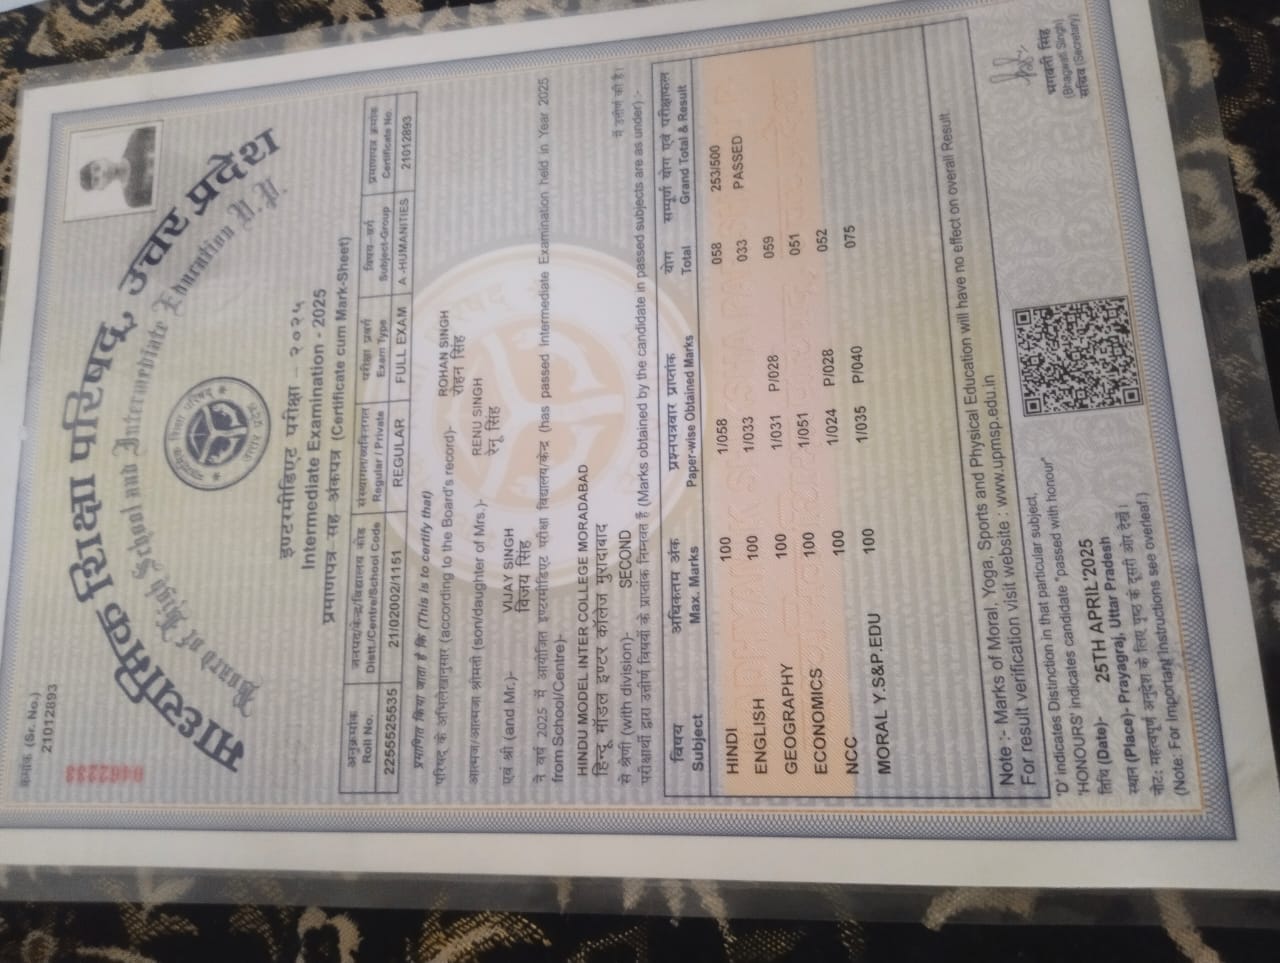 क्रमांक (Sr. No.)
21012893
0462233
माध्यमिक शिक्षा परिषद्, उत्तर प्रदेश
Board of High School and Intermediate Education U.P.
इण्टरमीडिएट परीक्षा – २०२५
Intermediate Examination - 2025
प्रमाणपत्र सह अंकपत्र (Certificate cum Mark-Sheet)
अनुक्रमांक जनपद/केन्द्र/विद्यालय कोड संस्थागत/व्यक्तिगत परीक्षा प्रकार विषय वर्ग प्रमाणपत्र क्रमांक
Roll No. Distt./Centre/School Code Regular / Private Exam Type Subject-Group Certificate No.
2255525535 21/02002/1151 REGULAR FULL EXAM A -HUMANITIES 21012893
प्रमाणित किया जाता है कि (This is to certify that)
परिषद के अभिलेखानुसार (according to the Board's record)- ROHAN SINGH
रोहन सिंह
आत्मज/आत्मजा श्रीमती (son/daughter of Mrs.)- RENU SINGH
रेनू सिंह
एवं श्री (and Mr.)- VIJAY SINGH
विजय सिंह
ने वर्ष 2025 में आयोजित इण्टरमीडिएट परीक्षा विद्यालय/केन्द्र (has passed Intermediate Examination held in Year 2025
from School/Centre)-
HINDU MODEL INTER COLLEGE MORADABAD
हिन्दू मॉडल इण्टर कॉलेज मुरादाबाद
से श्रेणी (with division)- SECOND में उत्तीर्ण की है।
परीक्षार्थी द्वारा उत्तीर्ण विषयों के प्राप्तांक निम्नवत हैं (Marks obtained by the candidate in passed subjects are as under) :-
विषय अधिकतम अंक प्रश्नपत्रवार प्राप्तांक योग सम्पूर्ण योग एवं परीक्षाफल
Subject Max. Marks Paper-wise Obtained Marks Total Grand Total & Result
HINDI 100 1/058 058 253/500
ENGLISH 100 1/033 033 PASSED
GEOGRAPHY 100 1/031 P/028 059
ECONOMICS 100 1/051 051
NCC 100 1/024 P/028 052
MORAL Y.S&P.EDU 100 1/035 P/040 075
Note :- Marks of Moral, Yoga, Sports and Physical Education will have no effect on overall Result.
For result verification visit website : www.upmsp.edu.in
'D' indicates Distinction in that particular subject,
'HONOURS' indicates candidate "passed with honour"
तिथि (Date)- 25TH APRIL'2025
स्थान (Place)- Prayagraj, Uttar Pradesh
नोट: महत्वपूर्ण अनुदेश के लिए पृष्ठ के दूसरी ओर देखें।
(Note: For Important Instructions see overleaf.)
भगवती सिंह
(Bhagwati Singh)
सचिव (Secretary)